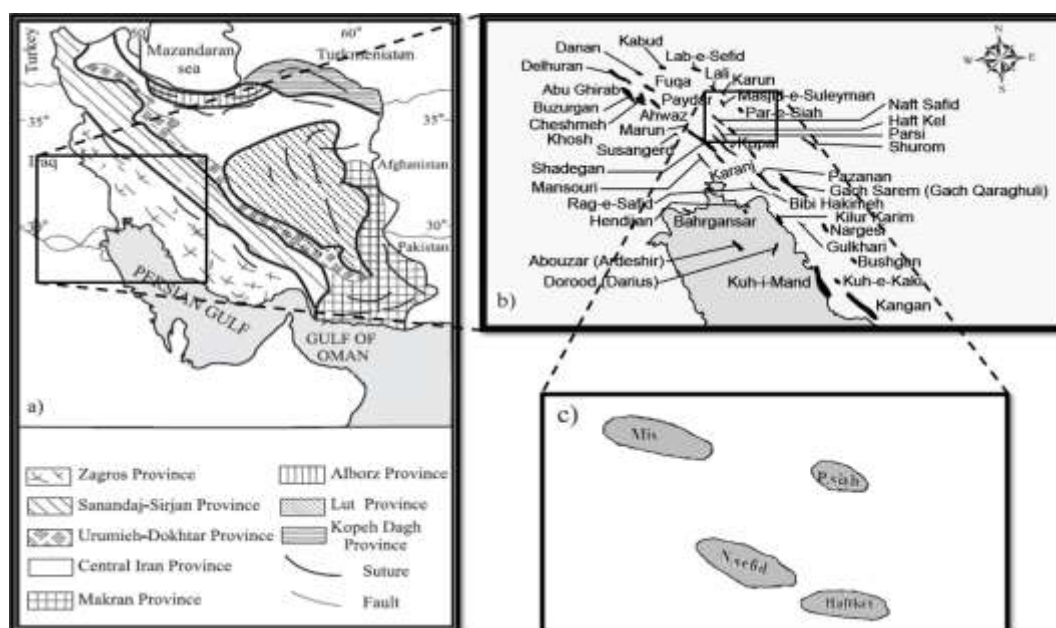 60°
60°
Mazandaran
sea
Turkmenistan
Turkey
35°
35°
Afghanistan
30°
Pakistan
PERSIAN GULF
GULF OF
OMAN
a)
Zagros Province
Sanandaj-Sirjan Province
Urumieh-Dokhtar Province
Central Iran Province
Makran Province
Alborz Province
Lut Province
Kopeh Dagh
Province
Suture
Fault
N
W
E
S
Danan
Kabud
Lab-e-Sefid
Delhuran
Fuqa
Lali
Karun
Abu Ghirab
Paydar
Masjid-e-Suleyman
Buzurgan
Ahwaz
Par-e-Siah
Naft Safid
Cheshmeh
Khosh
Marun
Haft Kel
Parsi
Susangerd
Kupal
Shurom
Shadegan
Karanj
Pazanan
Mansouri
Gach Sarem (Gach Qaraghuli)
Rag-e-Safid
Bibi Hakimeh
Hendijan
Bahrgansar
Kilur Karim
Nargesi
Gulkhari
Abouzar (Ardeshir)
Bushgan
Dorood (Darius)
Kuh-i-Mand
Kuh-e-Kaki
Kangan
b)
c)
Mis
P.siah
N.sefid
Haftkel